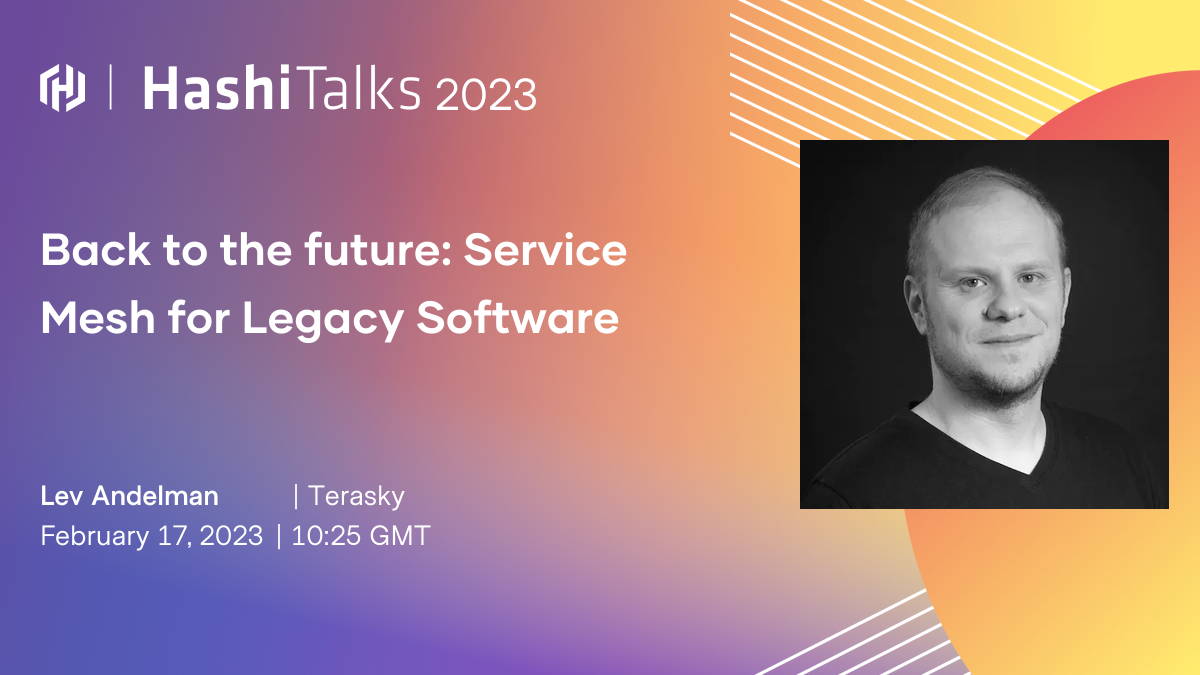 HashiTalks 2023
Back to the future: Service
Mesh for Legacy Software
Lev Andelman | Terasky
February 17, 2023 | 10:25 GMT